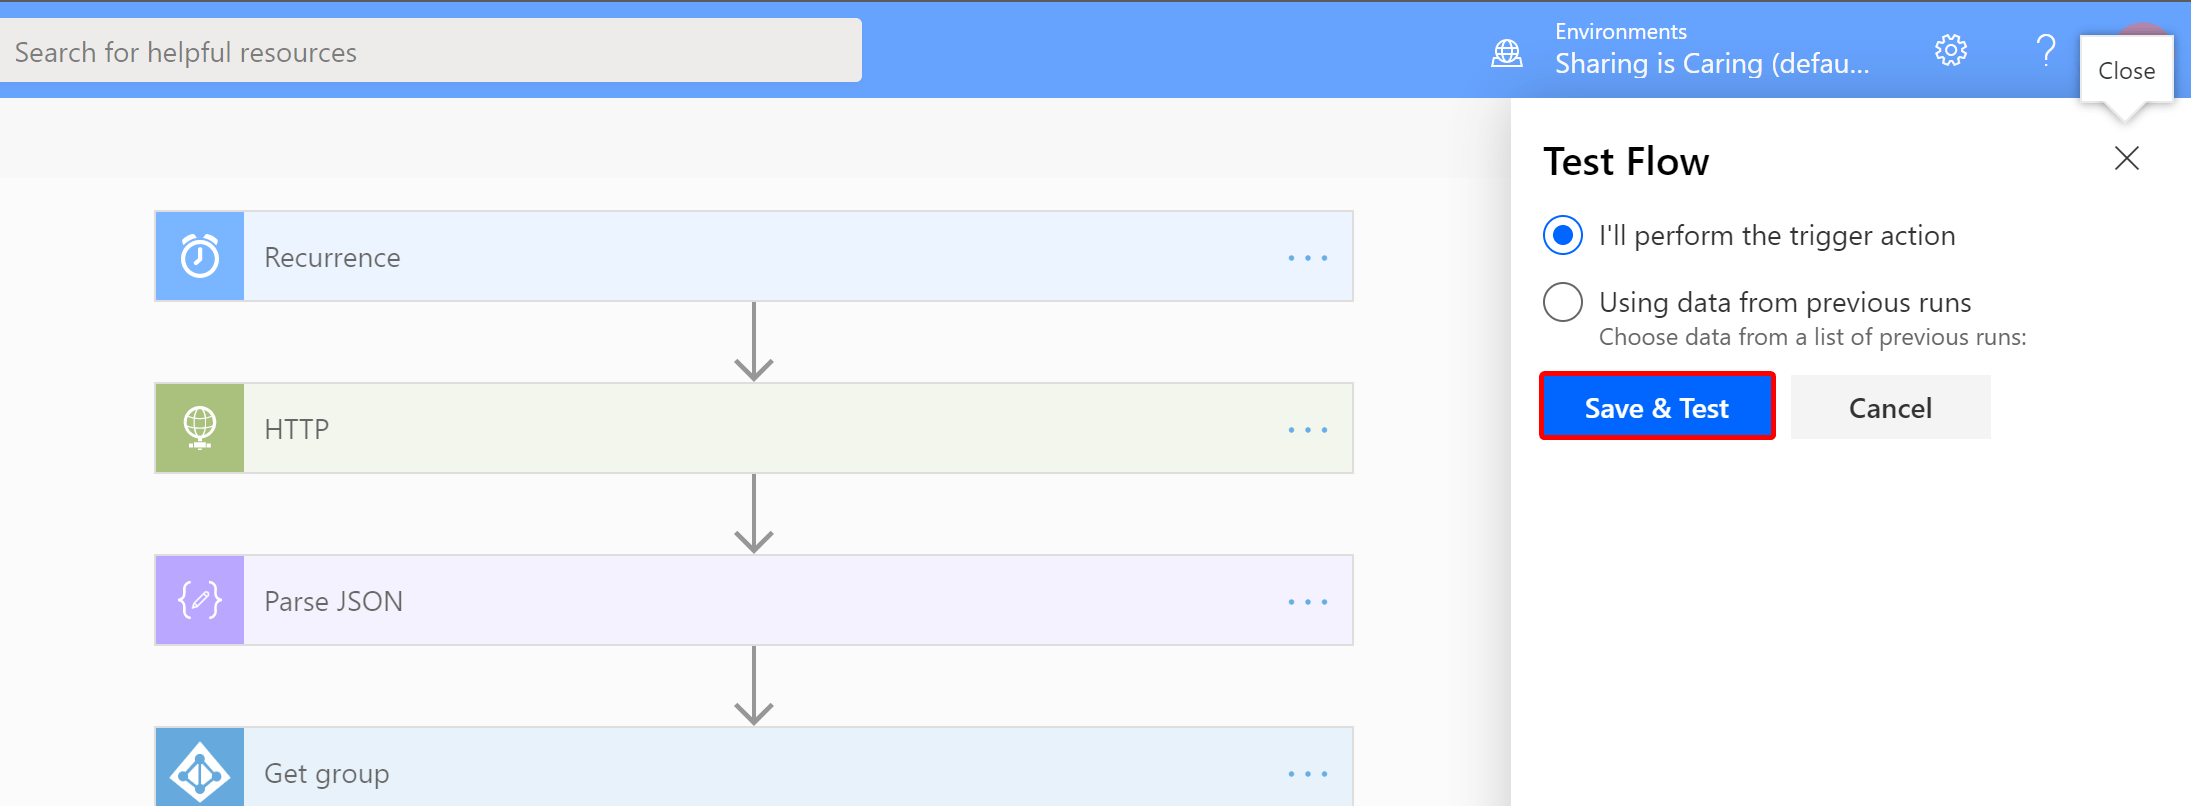 Search for helpful resources
Environments
Sharing is Caring (defau...
?
Close
Test Flow
I'll perform the trigger action
Using data from previous runs
Choose data from a list of previous runs:
Save & Test
Cancel
Recurrence
HTTP
Parse JSON
Get group